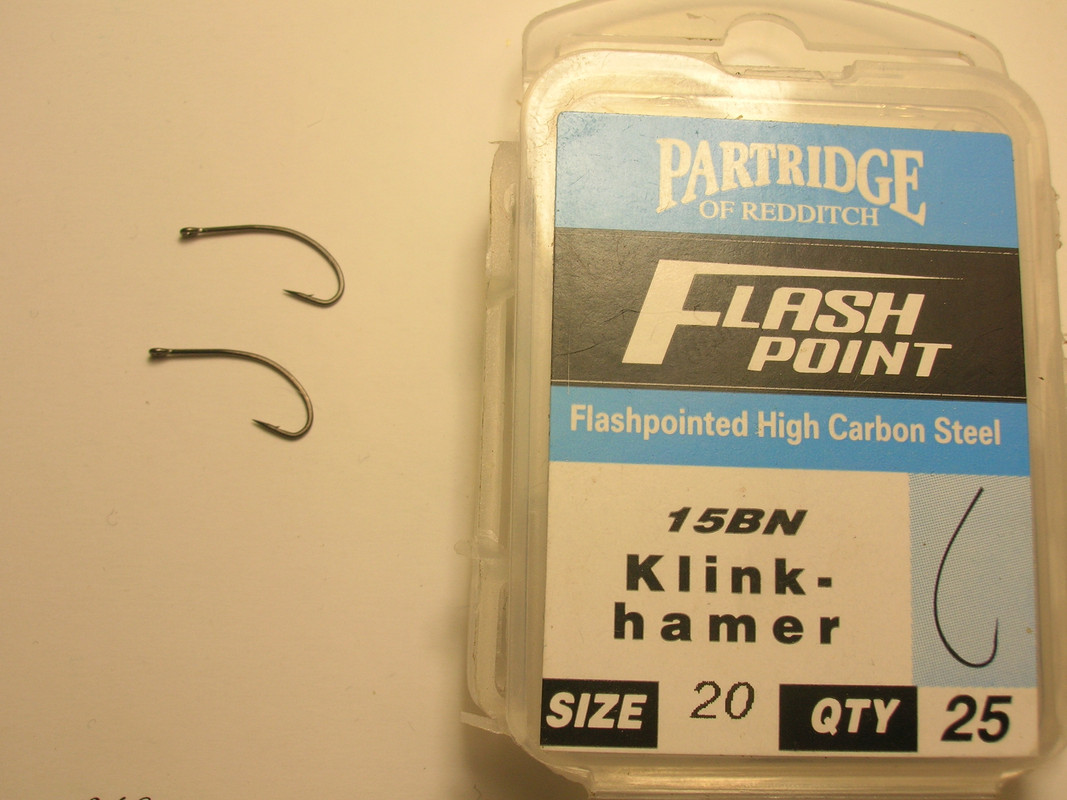 PARTRIDGE
OF REDDITCH
FLASH
POINT
Flashpointed High Carbon Steel
15BN
Klink-
hamer
SIZE 20 QTY 25